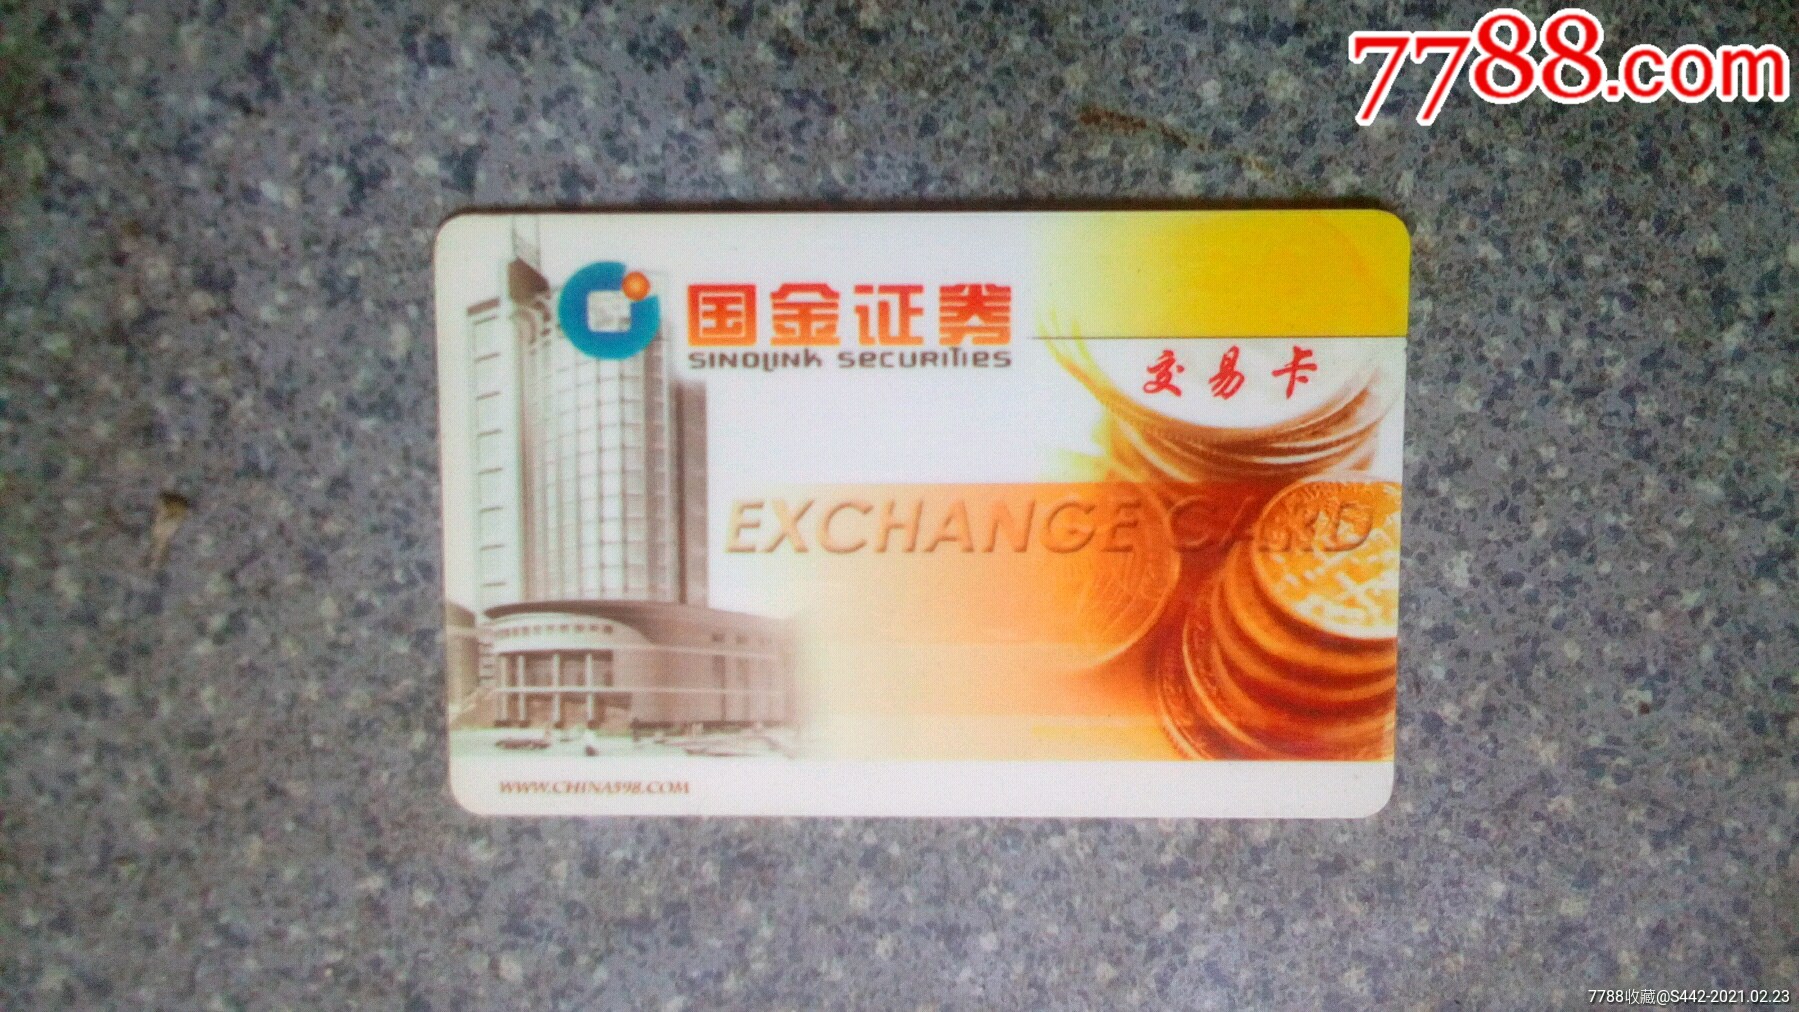 7788.com
国金证券
SINOLINK SECURITIES
交易卡
EXCHANGE CARD
WWW.CHINA598.COM
7788收藏@S442-2021.02.23